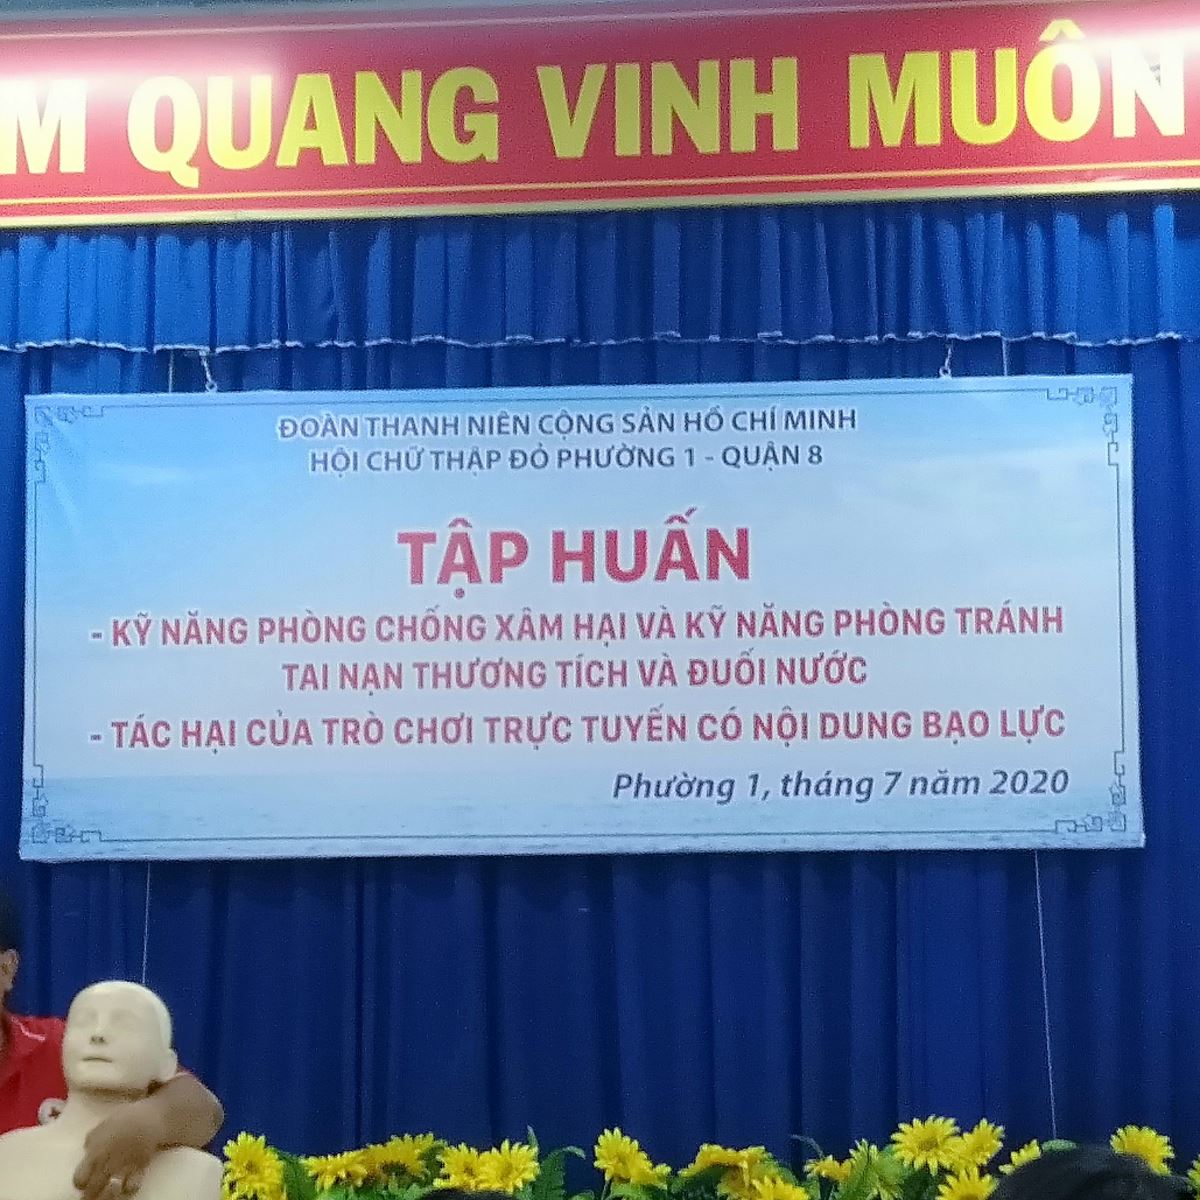 QUANG VINH MUÔN
ĐOÀN THANH NIÊN CỘNG SẢN HỒ CHÍ MINH
HỘI CHỮ THẬP ĐỎ PHƯỜNG 1 - QUẬN 8
TẬP HUẤN
- KỸ NĂNG PHÒNG CHỐNG XÂM HẠI VÀ KỸ NĂNG PHÒNG TRÁNH
TAI NẠN THƯƠNG TÍCH VÀ ĐUỐI NƯỚC
- TÁC HẠI CỦA TRÒ CHƠI TRỰC TUYẾN CÓ NỘI DUNG BẠO LỰC
Phường 1, tháng 7 năm 2020